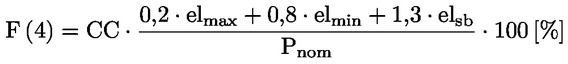 F (4) = CC · (0,2 · el_max + 0,8 · el_min + 1,3 · el_sb) / P_nom · 100 [%]